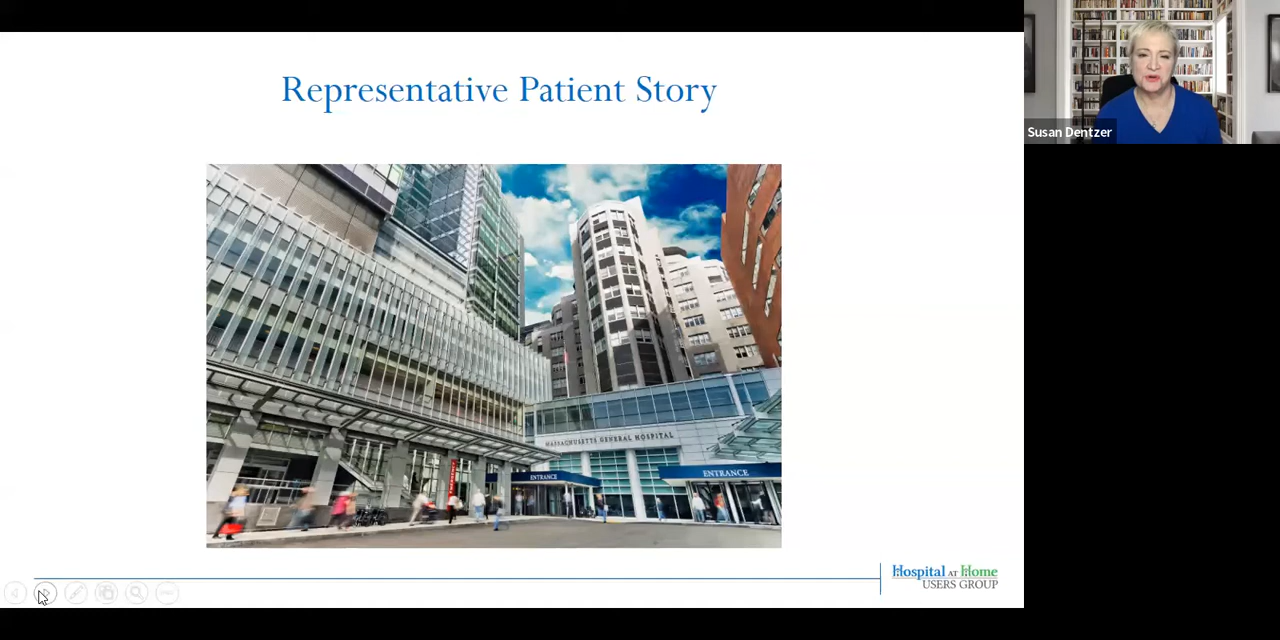 Representative Patient Story
Susan Dentzer
MASSACHUSETTS GENERAL HOSPITAL
ENTRANCE
ENTRANCE
Hospital AT Home
USERS GROUP